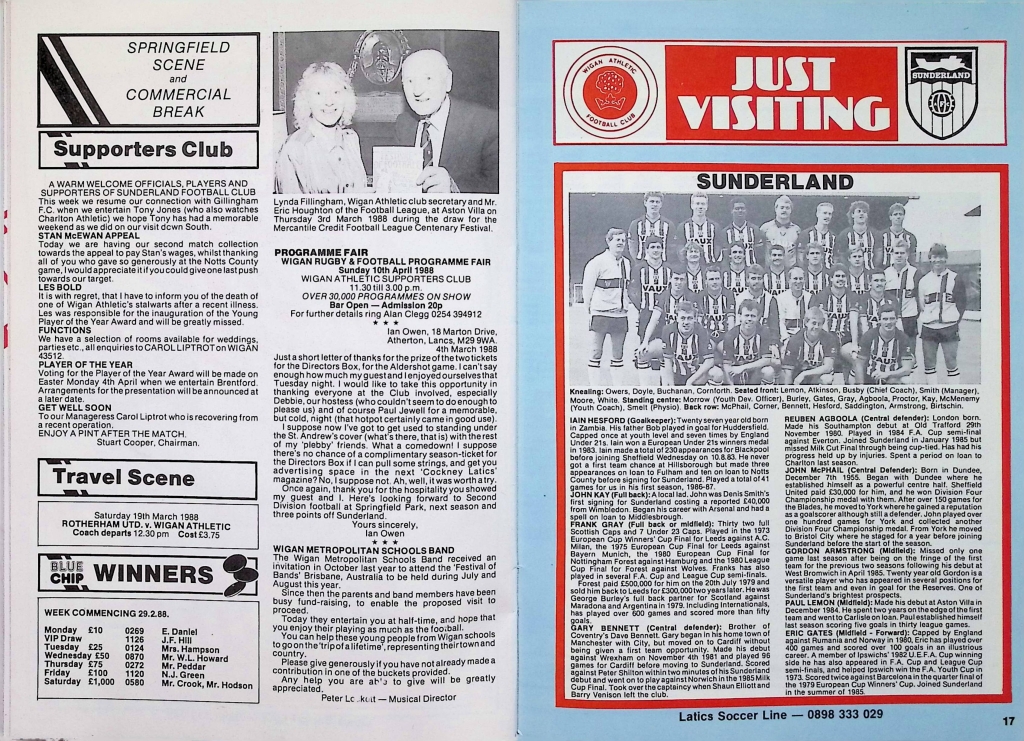 SPRINGFIELD
SCENE
and
COMMERCIAL
BREAK
Supporters Club
A WARM WELCOME OFFICIALS, PLAYERS AND
SUPPORTERS OF SUNDERLAND FOOTBALL CLUB
This week we resume our connection with Gillingham
F.C. when we entertain Tony Jones (who also watches
Charlton Athletic) we hope Tony has had a memorable
weekend as we did on our visit down South.
STAN McEWAN APPEAL
Today we are having our second match collection
towards the appeal to pay Stan's wages, whilst thanking
all of you who gave so generously at the Notts County
game, I would appreciate it if you could give one last push
towards our target.
LES BOLD
It is with regret, that I have to inform you of the death of
one of Wigan Athletic's stalwarts after a recent illness.
Les was responsible for the inauguration of the Young
Player of the Year Award and will be greatly missed.
FUNCTIONS
We have a selection of rooms available for weddings,
parties etc., all enquiries to CAROL LIPTROT on WIGAN
43512.
PLAYER OF THE YEAR
Voting for the Player of the Year Award will be made on
Easter Monday 4th April when we entertain Brentford.
Arrangements for the presentation will be announced at
a later date.
GET WELL SOON
To our Manageress Carol Liptrot who is recovering from
a recent operation.
ENJOY A PINT AFTER THE MATCH.
Stuart Cooper, Chairman.
Travel Scene
Saturday 19th March 1988
ROTHERHAM UTD. v. WIGAN ATHLETIC
Coach departs 12.30 pm Cost £3.75
BLUE CHIP WINNERS
WEEK COMMENCING 29.2.88.
Monday £10 0269 E. Daniel
VIP Draw 1126 J.F. Hill
Tuesday £25 0124 Mrs. Hampson
Wednesday £50 0870 Mr. W.L. Howard
Thursday £75 0272 Mr. Peddar
Friday £100 1120 N.J. Green
Saturday £1,000 0580 Mr. Crook, Mr. Hodson
Lynda Fillingham, Wigan Athletic club secretary and Mr.
Eric Houghton of the Football League, at Aston Villa on
Thursday 3rd March 1988 during the draw for the
Mercantile Credit Football League Centenary Festival.
PROGRAMME FAIR
WIGAN RUGBY & FOOTBALL PROGRAMME FAIR
Sunday 10th April 1988
WIGAN ATHLETIC SUPPORTERS CLUB
11.30 till 3.00 p.m.
OVER 30,000 PROGRAMMES ON SHOW
Bar Open — Admission 20p
For further details ring Alan Clegg 0254 394912
★ ★ ★
Ian Owen, 18 Marton Drive,
Atherton, Lancs, M29 9WA.
4th March 1988
Just a short letter of thanks for the prize of the two tickets
for the Directors Box, for the Aldershot game. I can't say
enough how much my guest and I enjoyed ourselves that
Tuesday night. I would like to take this opportunity in
thanking everyone at the Club involved, especially
Debbie, our hostess (who couldn't seem to do enough to
please us) and of course Paul Jewell for a memorable,
but cold, night (that hotpot certainly came in good use).
I suppose now I've got to get used to standing under
the St. Andrew's cover (what's there, that is) with the rest
of my 'plebby' friends. What a comedown! I suppose
there's no chance of a complimentary season-ticket for
the Directors Box if I can pull some strings, and get you
advertising space in the next 'Cockney Latics'
magazine? No, I suppose not. Ah, well, it was worth a try.
Once again, thank you for the hospitality you showed
my guest and I. Here's looking forward to Second
Division football at Springfield Park, next season and
three points off Sunderland.
Yours sincerely,
Ian Owen
★ ★ ★
WIGAN METROPOLITAN SCHOOLS BAND
The Wigan Metropolitan Schools Band received an
invitation in October last year to attend the 'Festival of
Bands' Brisbane, Australia to be held during July and
August this year.
Since then the parents and band members have been
busy fund-raising, to enable the proposed visit to
proceed.
Today they entertain you at half-time, and hope that
you enjoy their playing as much as the football.
You can help these young people from Wigan schools
to go on the 'trip of a lifetime', representing their town and
country.
Please give generously if you have not already made a
contribution in one of the buckets provided.
Any help you are able to give will be greatly
appreciated.
Peter — Musical Director
WIGAN ATHLETIC
FOOTBALL CLUB
JUST
VISITING
SUNDERLAND
SUNDERLAND
VAUX
Kneeling: Owers, Doyle, Buchanan, Cornforth. Seated front: Lemon, Atkinson, Busby (Chief Coach), Smith (Manager),
Moore, White. Standing centre: Morrow (Youth Dev. Officer), Burley, Gates, Gray, Agboola, Proctor, Kay, McMenemy
(Youth Coach), Smelt (Physio). Back row: McPhail, Corner, Bennett, Hesford, Saddington, Armstrong, Birtschin.
IAIN HESFORD (Goalkeeper): Twenty seven year old born
in Zambia. His father Bob played in goal for Huddersfield.
Capped once at youth level and seven times by England
Under 21s. Iain won a European Under 21s winners medal
in 1983. Iain made a total of 230 appearances for Blackpool
before joining Sheffield Wednesday on 10.8.83. He never
got a first team chance at Hillsborough but made three
appearances on loan to Fulham and ten on loan to Notts
County before signing for Sunderland. Played a total of 41
games for us in his first season, 1986-87.
JOHN KAY (Full back): A local lad. John was Denis Smith's
first signing for Sunderland costing a reported £40,000
from Wimbledon. Began his career with Arsenal and had a
spell on loan to Middlesbrough.
FRANK GRAY (Full back or midfield): Thirty two full
Scottish Caps and 7 Under 23 Caps. Played in the 1973
European Cup Winners' Cup Final for Leeds against A.C.
Milan, the 1975 European Cup Final for Leeds against
Bayern Munich, the 1980 European Cup Final for
Nottingham Forest against Hamburg and the 1980 League
Cup Final for Forest against Wolves. Franks has also
played in several F.A. Cup and League Cup semi-finals.
Forest paid £500,000 for him on the 20th July 1979 and
sold him back to Leeds for £300,000 two years later. He was
George Burley's full back partner for Scotland against
Maradona and Argentina in 1979. Including Internationals,
has played over 600 games and scored more than fifty
goals.
GARY BENNETT (Central defender): Brother of
Coventry's Dave Bennett. Gary began in his home town of
Manchester with City, but moved on to Cardiff without
being given a first team opportunity. Made his debut
against Wrexham on November 4th 1981 and played 96
games for Cardiff before moving to Sunderland. Scored
against Peter Shilton within two minutes of his Sunderland
debut and went on to play against Norwich in the 1985 Milk
Cup Final. Took over the captaincy when Shaun Elliott and
Barry Venison left the club.
REUBEN AGBOOLA (Central defender): London born.
Made his Southampton debut at Old Trafford 29th
November 1980. Played in 1984 F.A. Cup semi-final
against Everton. Joined Sunderland in January 1985 but
missed Milk Cut Final through being cup-tied. Has had his
progress held up by injuries. Spent a period on loan to
Charlton last season.
JOHN McPHAIL (Central Defender): Born in Dundee,
December 7th 1955. Began with Dundee where he
established himself as a powerful centre half. Sheffield
United paid £30,000 for him, and he won Division Four
Championship medal with them. After over 150 games for
the Blades, he moved to York where he gained a reputation
as a goalscorer although still a defender. John played over
one hundred games for York and collected another
Division Four Championship medal. From York he moved
to Bristol City where he staged for a year before joining
Sunderland before the start of the season.
GORDON ARMSTRONG (Midfield): Missed only one
game last season after being on the fringe of the first
team for the previous two seasons following his debut at
West Bromwich in April 1985. Twenty year old Gordon is a
versatile player who has appeared in several positions for
the first team and even in goal for the Reserves. One of
Sunderland's brightest prospects.
PAUL LEMON (Midfield): Made his debut at Aston Villa in
December 1984. He spent two years on the edge of the first
team and went to Carlisle on loan. Paul established himself
last season scoring five goals in thirty league games.
ERIC GATES (Midfield - Forward): Capped by England
against Rumania and Norway in 1980, Eric has played over
400 games and scored over 100 goals in an illustrious
career. A member of Ipswich's 1982 U.E.F.A. Cup winning
side he has also appeared in F.A. Cup and League Cup
semi-finals, and helped Ipswich win the F.A. Youth Cup in
1973. Scored twice against Barcelona in the quarter final of
the 1979 European Cup Winners' Cup. Joined Sunderland
in the summer of 1985.
Latics Soccer Line — 0898 333 029
17